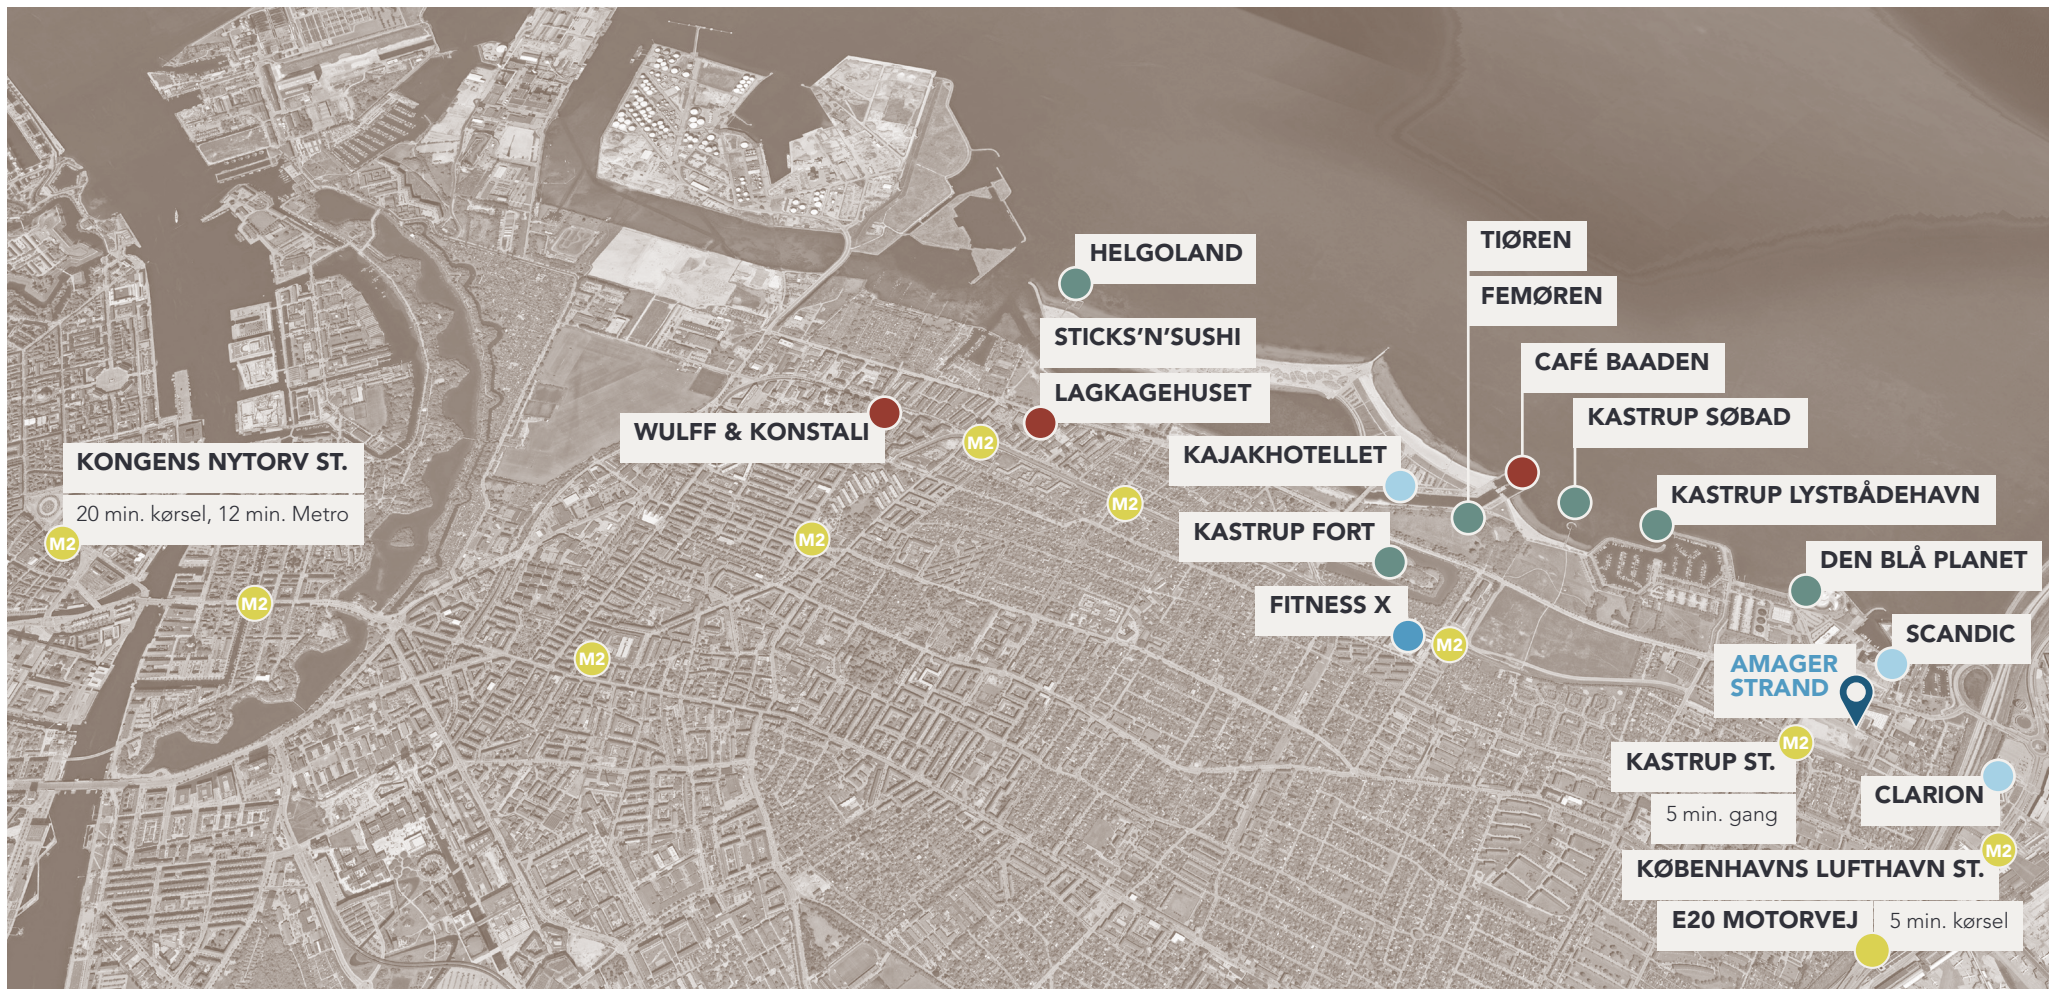 TIØREN
HELGOLAND
FEMØREN
STICKS'N'SUSHI
CAFÉ BAADEN
LAGKAGEHUSET
KASTRUP SØBAD
WULFF & KONSTALI
M2
KAJAKHOTELLET
KONGENS NYTORV ST.
20 min. kørsel, 12 min. Metro
M2
KASTRUP LYSTBÅDEHAVN
M2
KASTRUP FORT
M2
DEN BLÅ PLANET
M2
FITNESS X
M2
M2
SCANDIC
AMAGER
STRAND
M2
KASTRUP ST.
5 min. gang
CLARION
M2
KØBENHAVNS LUFTHAVN ST.
E20 MOTORVEJ 5 min. kørsel